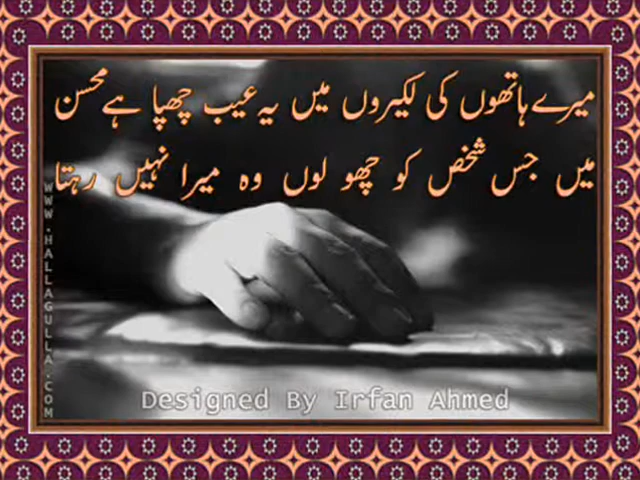 میرے ہاتھوں کی لکیروں میں یہ عیب چھپا ہے محسن
میں جس شخص کو چھو لوں وہ میرا نہیں رہتا
WWW.HALLAGULLA.COM
Designed By Irfan Ahmed